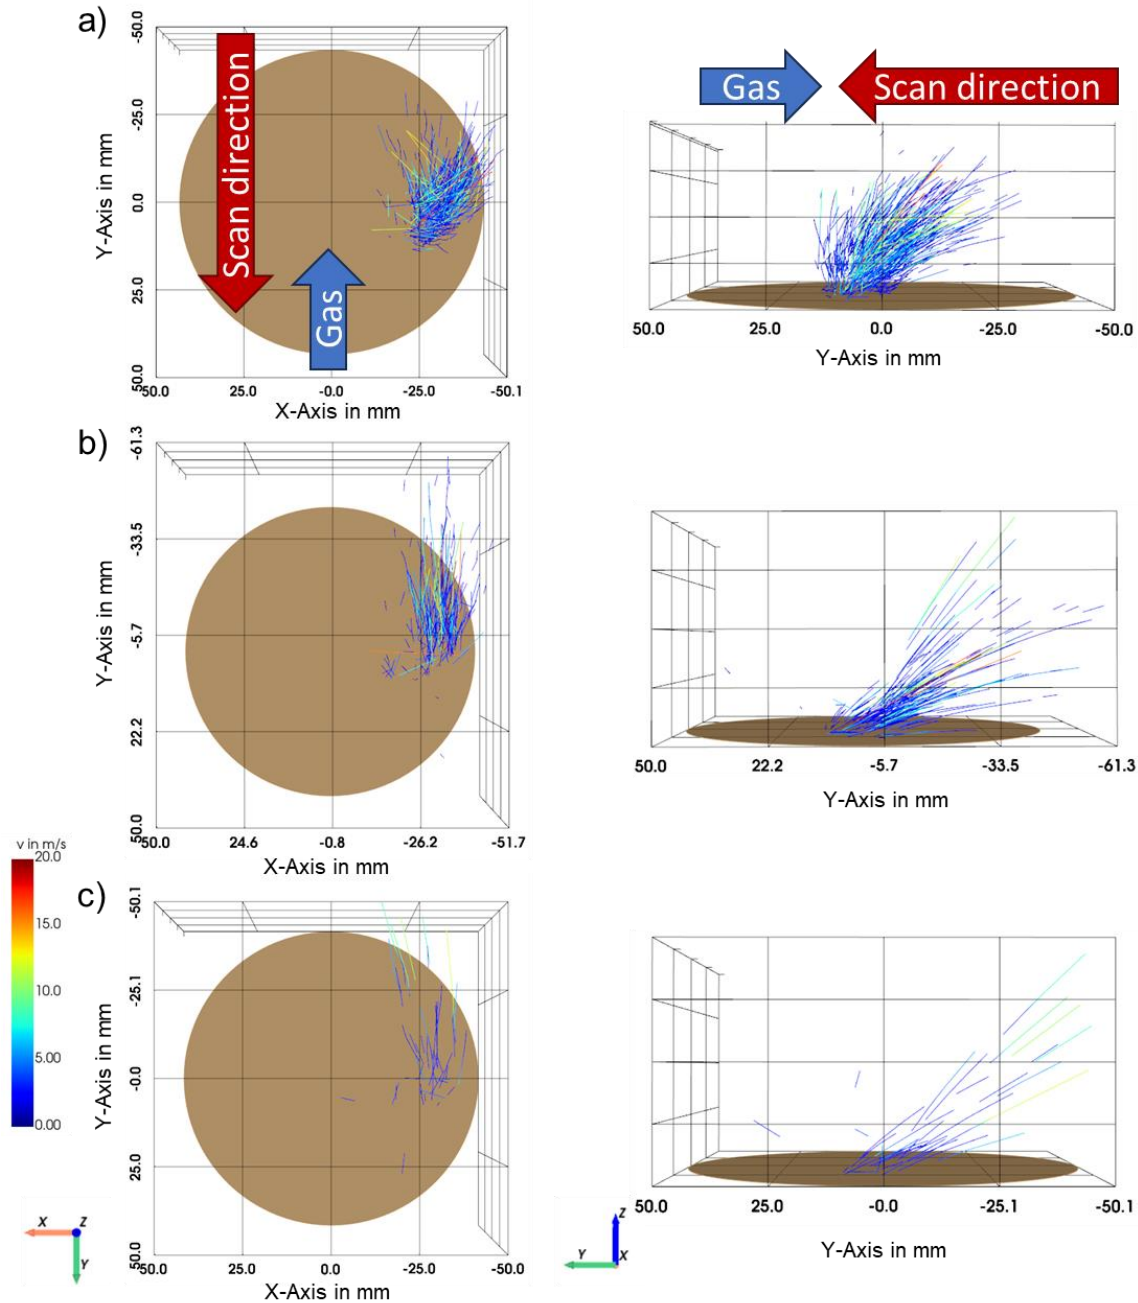 a)
-50.0
-25.0
0.0
25.0
50.0
Y-Axis in mm
Scan direction
Gas
50.0 25.0 -0.0 -25.0 -50.1
X-Axis in mm
Gas
Scan direction
50.0 25.0 0.0 -25.0 -50.0
Y-Axis in mm
b)
-61.3
-33.5
-5.7
22.2
50.0
Y-Axis in mm
50.0 24.6 -0.8 -26.2 -51.7
X-Axis in mm
50.0 22.2 -5.7 -33.5 -61.3
Y-Axis in mm
v in m/s
20.0
15.0
10.0
5.00
0.00
c)
-50.1
-25.1
-0.0
25.0
50.0
Y-Axis in mm
50.0 25.0 0.0 -25.0 -50.0
X-Axis in mm
50.0 25.0 -0.0 -25.1 -50.1
Y-Axis in mm
X Z
Y
Z
Y X